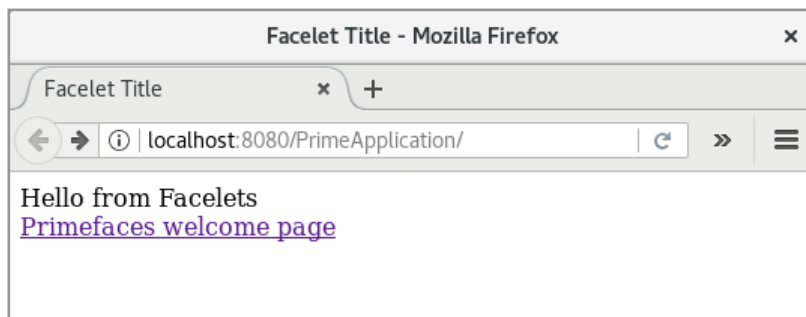 Facelet Title - Mozilla Firefox
Facelet Title
localhost:8080/PrimeApplication/
Hello from Facelets
Primefaces welcome page